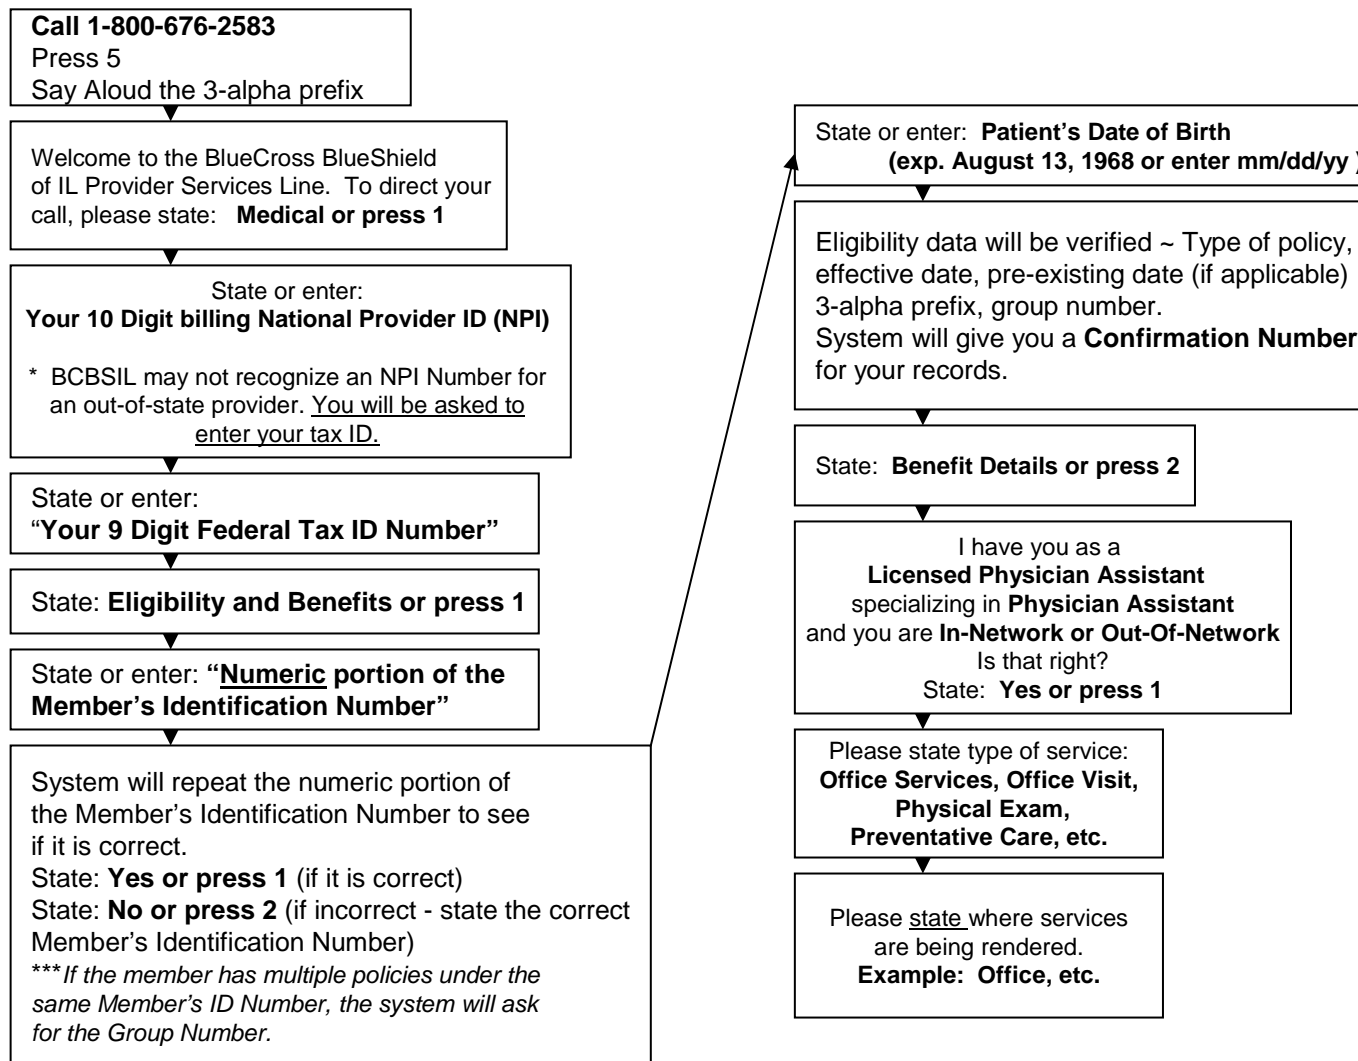 Call 1-800-676-2583
Press 5
Say Aloud the 3-alpha prefix
Welcome to the BlueCross BlueShield
of IL Provider Services Line. To direct your
call, please state: Medical or press 1
State or enter:
Your 10 Digit billing National Provider ID (NPI)
* BCBSIL may not recognize an NPI Number for
an out-of-state provider. You will be asked to
enter your tax ID.
State or enter:
“Your 9 Digit Federal Tax ID Number”
State: Eligibility and Benefits or press 1
State or enter: “Numeric portion of the
Member’s Identification Number”
System will repeat the numeric portion of
the Member’s Identification Number to see
if it is correct.
State: Yes or press 1 (if it is correct)
State: No or press 2 (if incorrect - state the correct
Member’s Identification Number)
***If the member has multiple policies under the
same Member’s ID Number, the system will ask
for the Group Number.
State or enter: Patient’s Date of Birth
(exp. August 13, 1968 or enter mm/dd/yy )
Eligibility data will be verified ~ Type of policy,
effective date, pre-existing date (if applicable)
3-alpha prefix, group number.
System will give you a Confirmation Number
for your records.
State: Benefit Details or press 2
I have you as a
Licensed Physician Assistant
specializing in Physician Assistant
and you are In-Network or Out-Of-Network
Is that right?
State: Yes or press 1
Please state type of service:
Office Services, Office Visit,
Physical Exam,
Preventative Care, etc.
Please state where services
are being rendered.
Example: Office, etc.